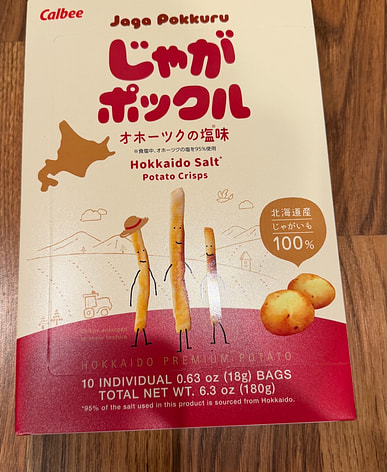 Calbee
Jaga Pokkuru
じゃが
ポックル
オホーツクの塩味
※食塩中、オホーツクの塩を95%使用
Hokkaido Salt*
Potato Crisps
北海道産
じゃがいも
100%
HOKKAIDO PREMIUM POTATO
10 INDIVIDUAL 0.63 oz (18g) BAGS
TOTAL NET WT. 6.3 oz (180g)
*95% of the salt used in this product is sourced from Hokkaido.